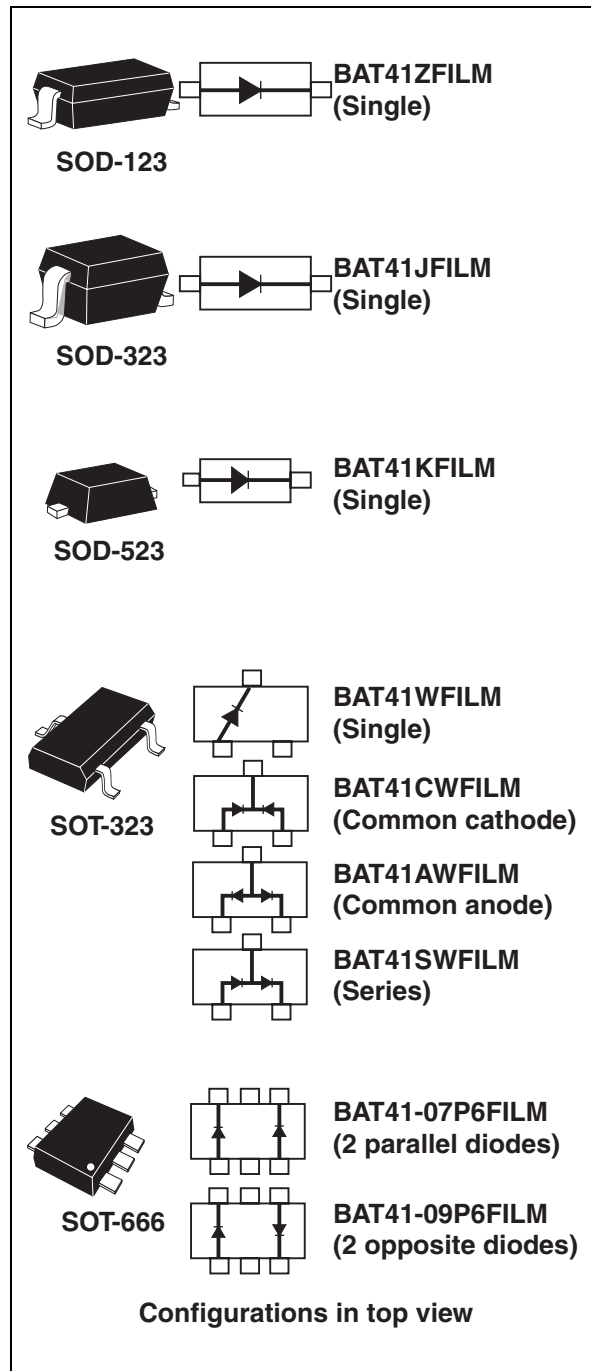 BAT41ZFILM
(Single)
SOD-123
BAT41JFILM
(Single)
SOD-323
BAT41KFILM
(Single)
SOD-523
BAT41WFILM
(Single)
SOT-323
BAT41CWFILM
(Common cathode)
BAT41AWFILM
(Common anode)
BAT41SWFILM
(Series)
BAT41-07P6FILM
(2 parallel diodes)
SOT-666
BAT41-09P6FILM
(2 opposite diodes)
Configurations in top view